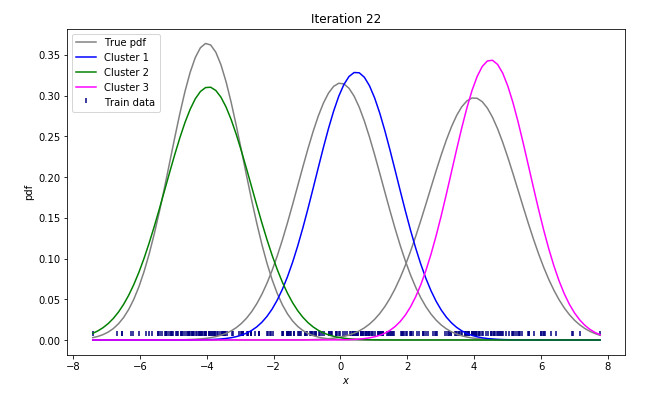 Iteration 22
True pdf
Cluster 1
Cluster 2
Cluster 3
Train data
pdf
0.35
0.30
0.25
0.20
0.15
0.10
0.05
0.00
−8 −6 −4 −2 0 2 4 6 8
x